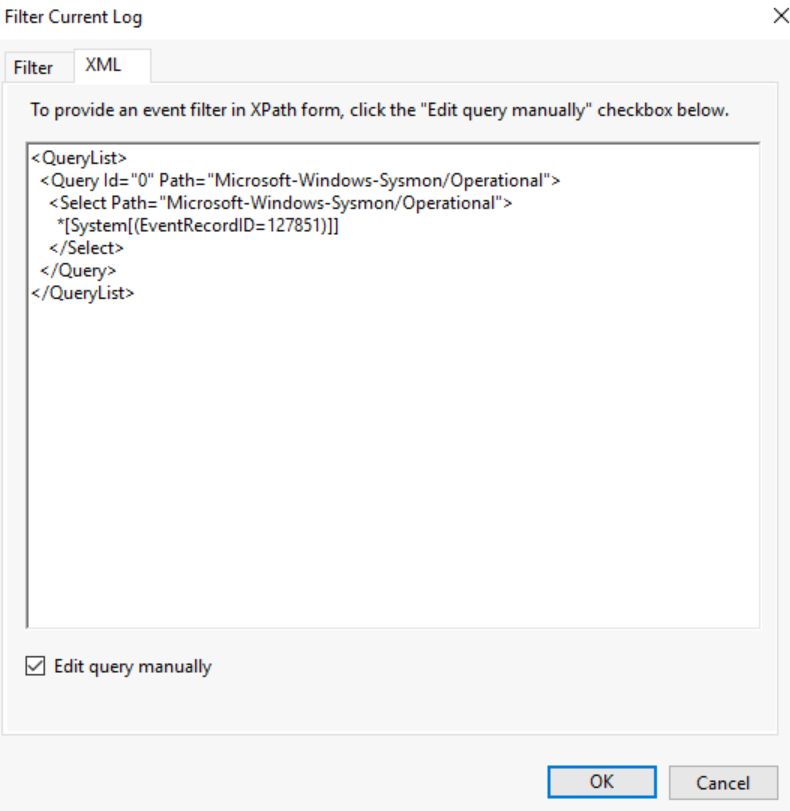 Filter Current Log
Filter
XML
To provide an event filter in XPath form, click the "Edit query manually" checkbox below.
<QueryList>
<Query Id="0" Path="Microsoft-Windows-Sysmon/Operational">
<Select Path="Microsoft-Windows-Sysmon/Operational">
*[System[(EventRecordID=127851)]]
</Select>
</Query>
</QueryList>
Edit query manually
OK
Cancel